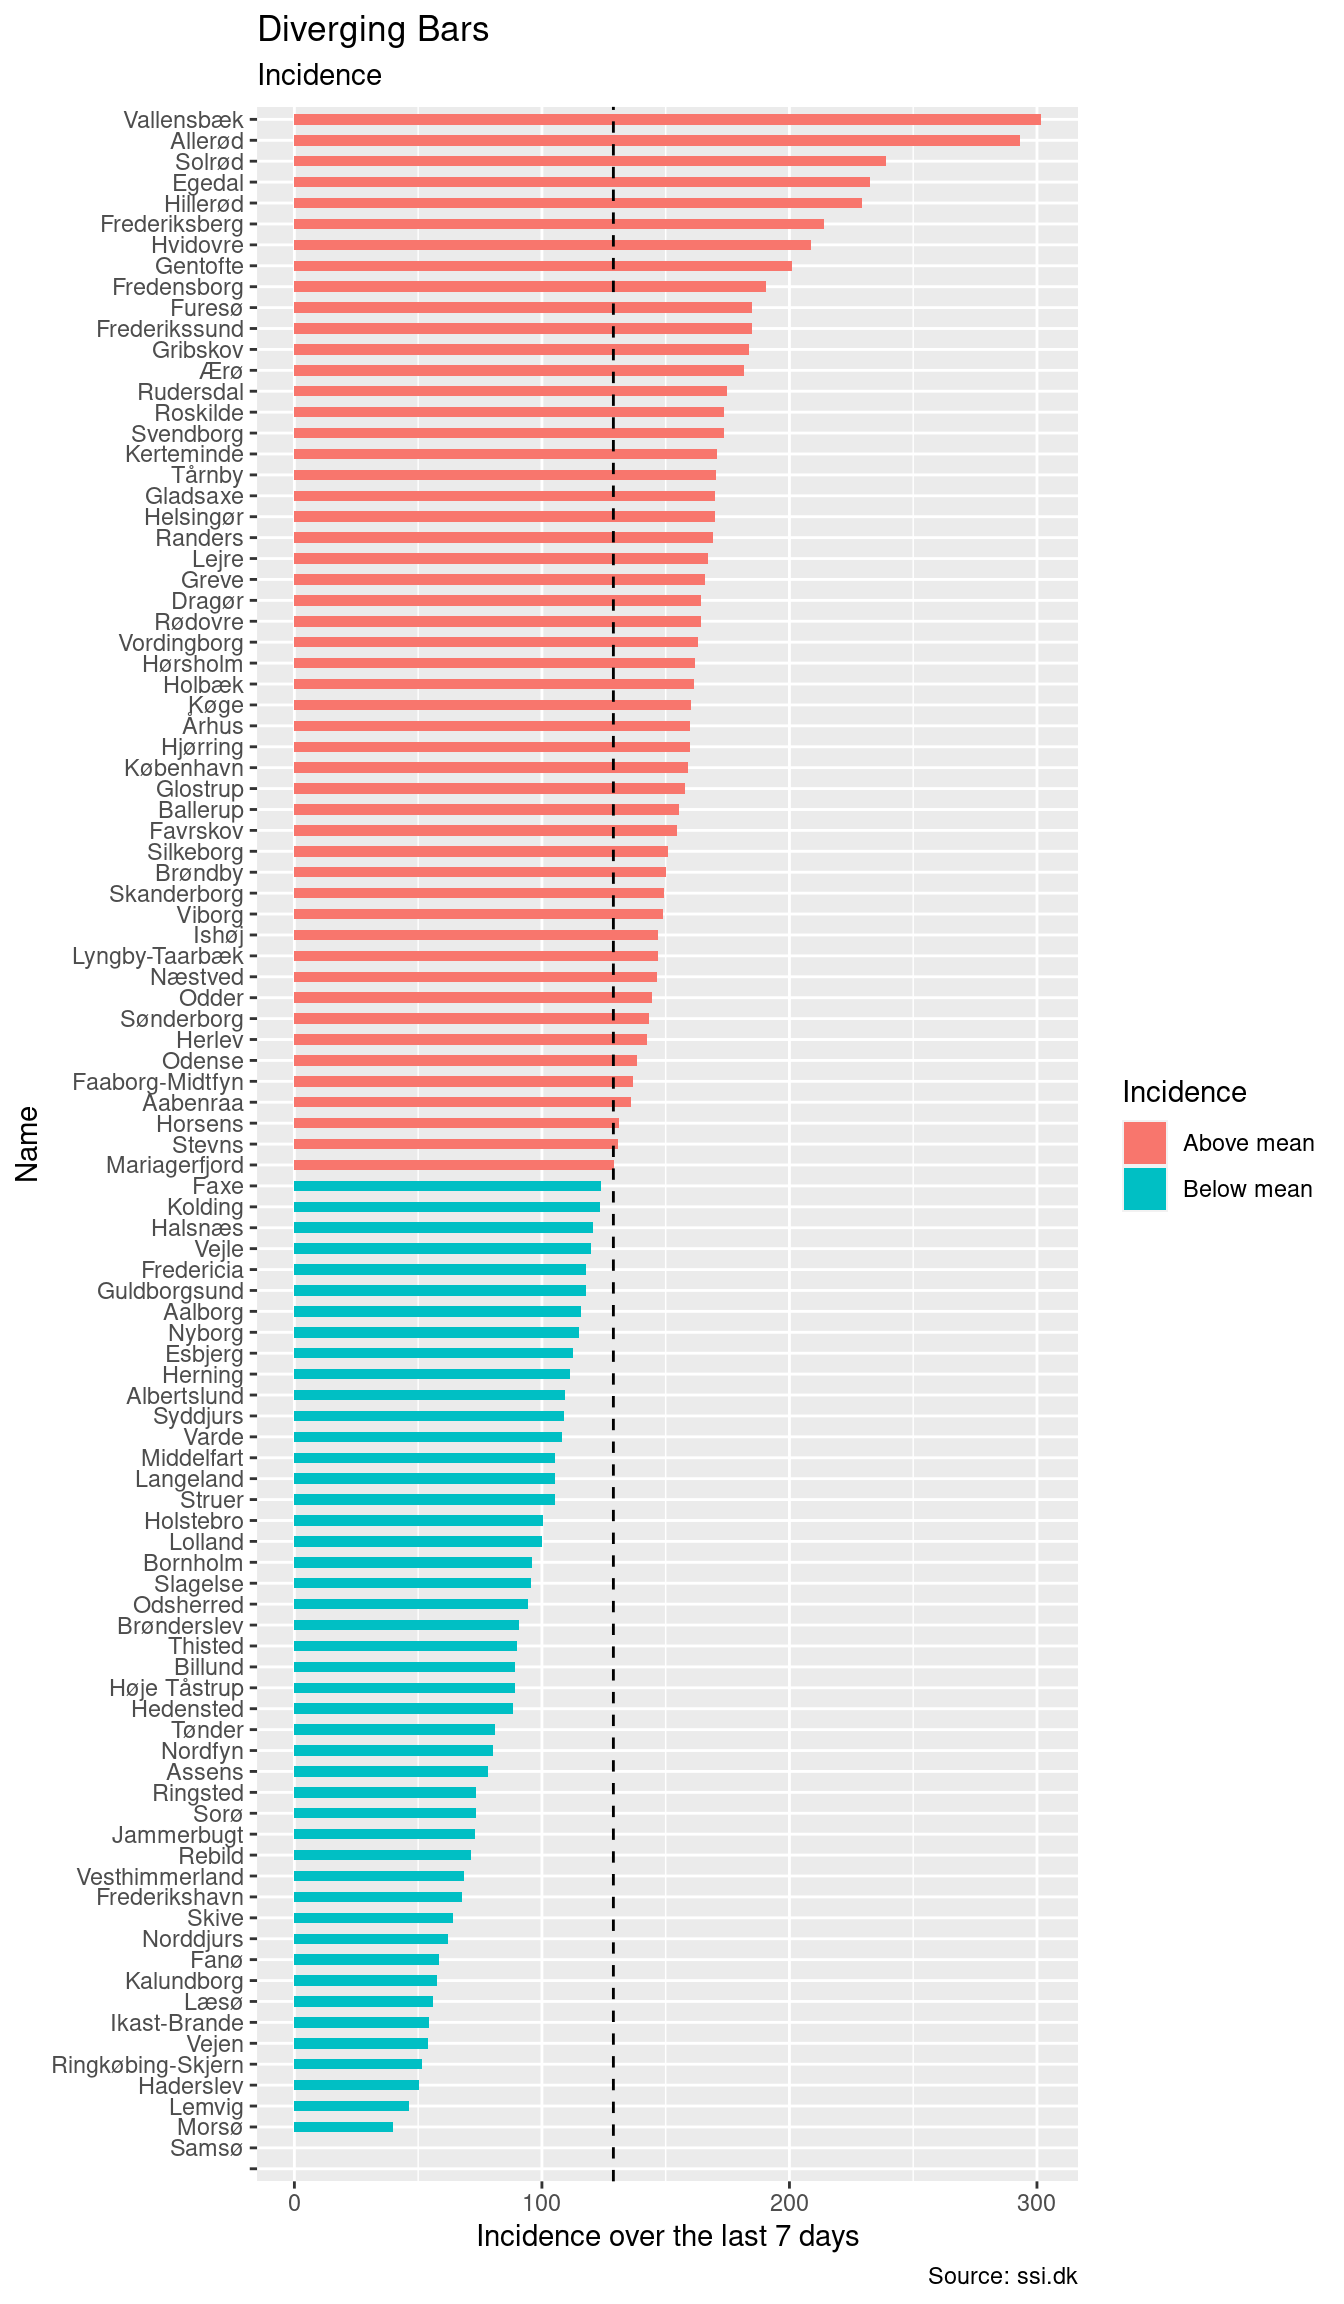 Diverging Bars
Incidence
Vallensbæk
Allerød
Solrød
Egedal
Hillerød
Frederiksberg
Hvidovre
Gentofte
Fredensborg
Furesø
Frederikssund
Gribskov
Ærø
Rudersdal
Roskilde
Svendborg
Kerteminde
Tårnby
Gladsaxe
Helsingør
Randers
Lejre
Greve
Dragør
Rødovre
Vordingborg
Hørsholm
Holbæk
Køge
Århus
Hjørring
København
Glostrup
Ballerup
Favrskov
Silkeborg
Brøndby
Skanderborg
Viborg
Ishøj
Lyngby-Taarbæk
Næstved
Odder
Sønderborg
Herlev
Odense
Faaborg-Midtfyn
Aabenraa
Horsens
Stevns
Mariagerfjord
Faxe
Kolding
Halsnæs
Vejle
Fredericia
Guldborgsund
Aalborg
Nyborg
Esbjerg
Herning
Albertslund
Syddjurs
Varde
Middelfart
Langeland
Struer
Holstebro
Lolland
Bornholm
Slagelse
Odsherred
Brønderslev
Thisted
Billund
Høje Tåstrup
Hedensted
Tønder
Nordfyn
Assens
Ringsted
Sorø
Jammerbugt
Rebild
Vesthimmerland
Frederikshavn
Skive
Norddjurs
Fanø
Kalundborg
Læsø
Ikast-Brande
Vejen
Ringkøbing-Skjern
Haderslev
Lemvig
Morsø
Samsø
Name
0 100 200 300
Incidence over the last 7 days
Source: ssi.dk
Incidence
Above mean
Below mean